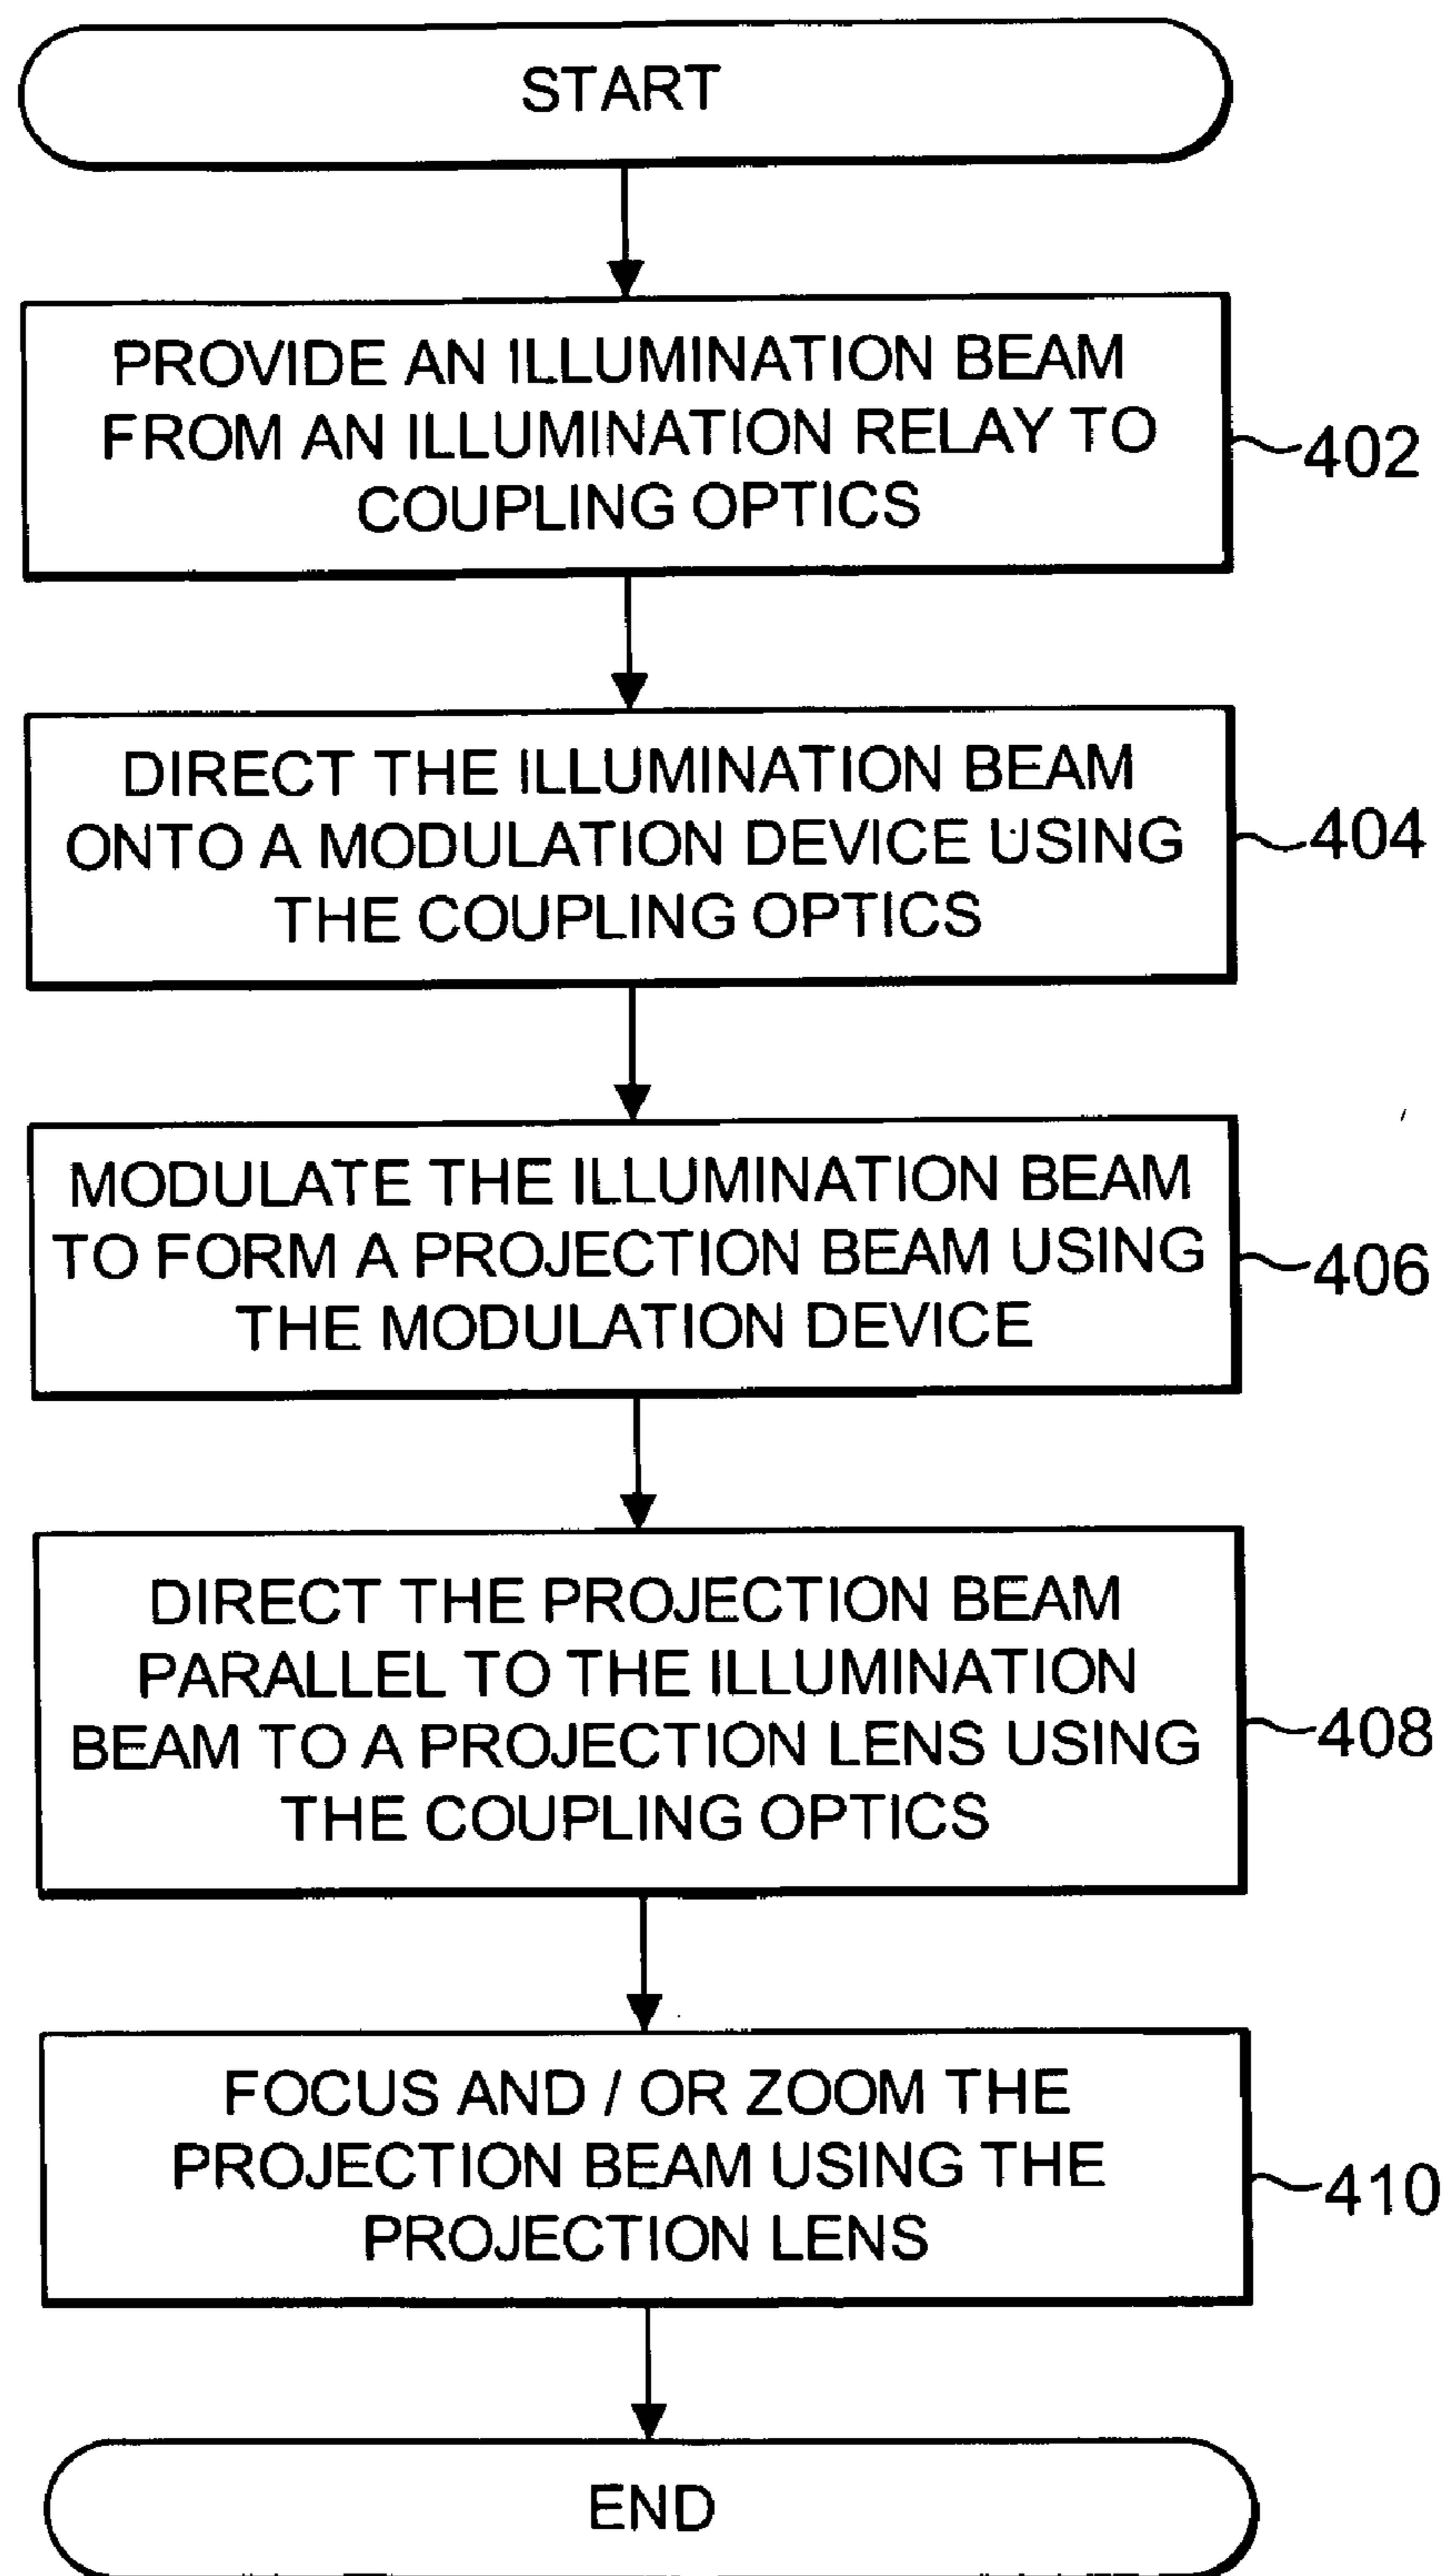 START
PROVIDE AN ILLUMINATION BEAM
FROM AN ILLUMINATION RELAY TO
COUPLING OPTICS
402
DIRECT THE ILLUMINATION BEAM
ONTO A MODULATION DEVICE USING
THE COUPLING OPTICS
404
MODULATE THE ILLUMINATION BEAM
TO FORM A PROJECTION BEAM USING
THE MODULATION DEVICE
406
DIRECT THE PROJECTION BEAM
PARALLEL TO THE ILLUMINATION
BEAM TO A PROJECTION LENS USING
THE COUPLING OPTICS
408
FOCUS AND / OR ZOOM THE
PROJECTION BEAM USING THE
PROJECTION LENS
410
END